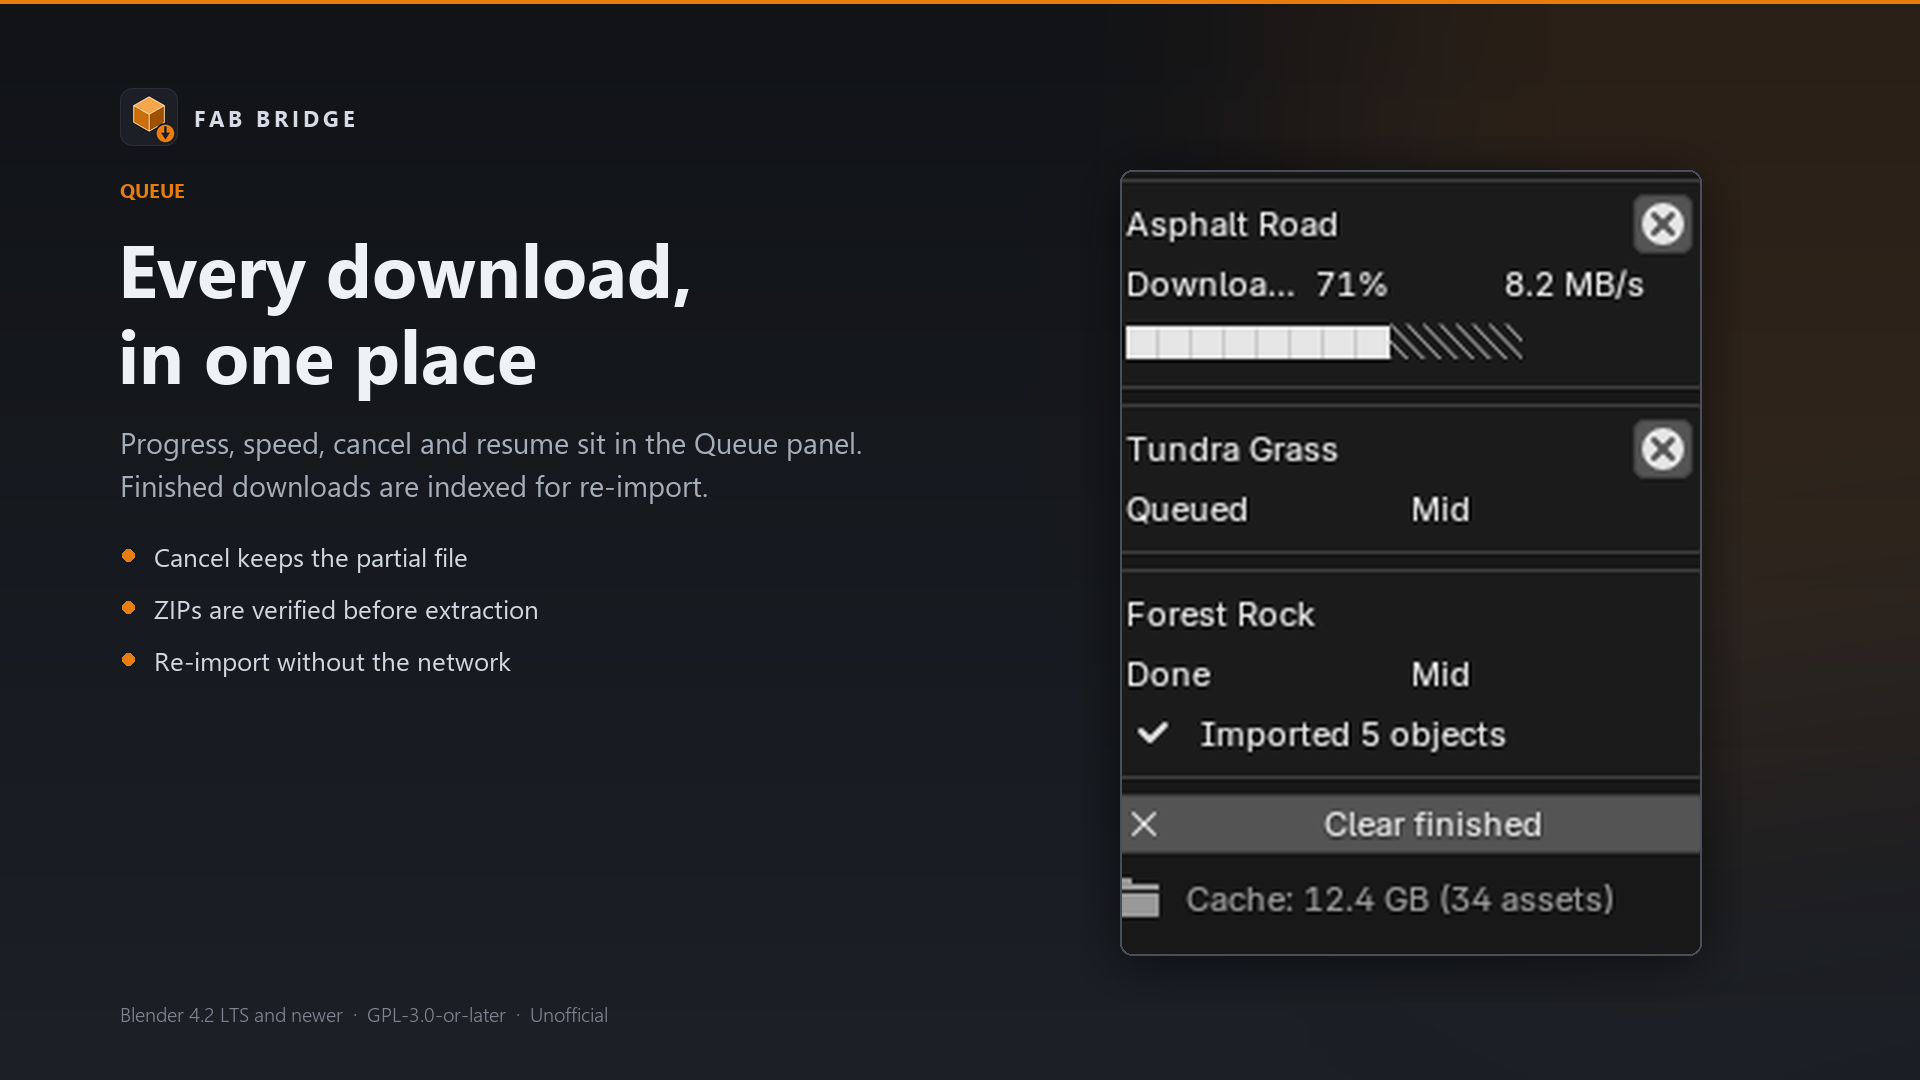 FAB BRIDGE
QUEUE
Every download,
in one place
Progress, speed, cancel and resume sit in the Queue panel.
Finished downloads are indexed for re-import.
Cancel keeps the partial file
ZIPs are verified before extraction
Re-import without the network
Asphalt Road
Downloa... 71% 8.2 MB/s
Tundra Grass
Queued Mid
Forest Rock
Done Mid
Imported 5 objects
Clear finished
Cache: 12.4 GB (34 assets)
Blender 4.2 LTS and newer · GPL-3.0-or-later · Unofficial